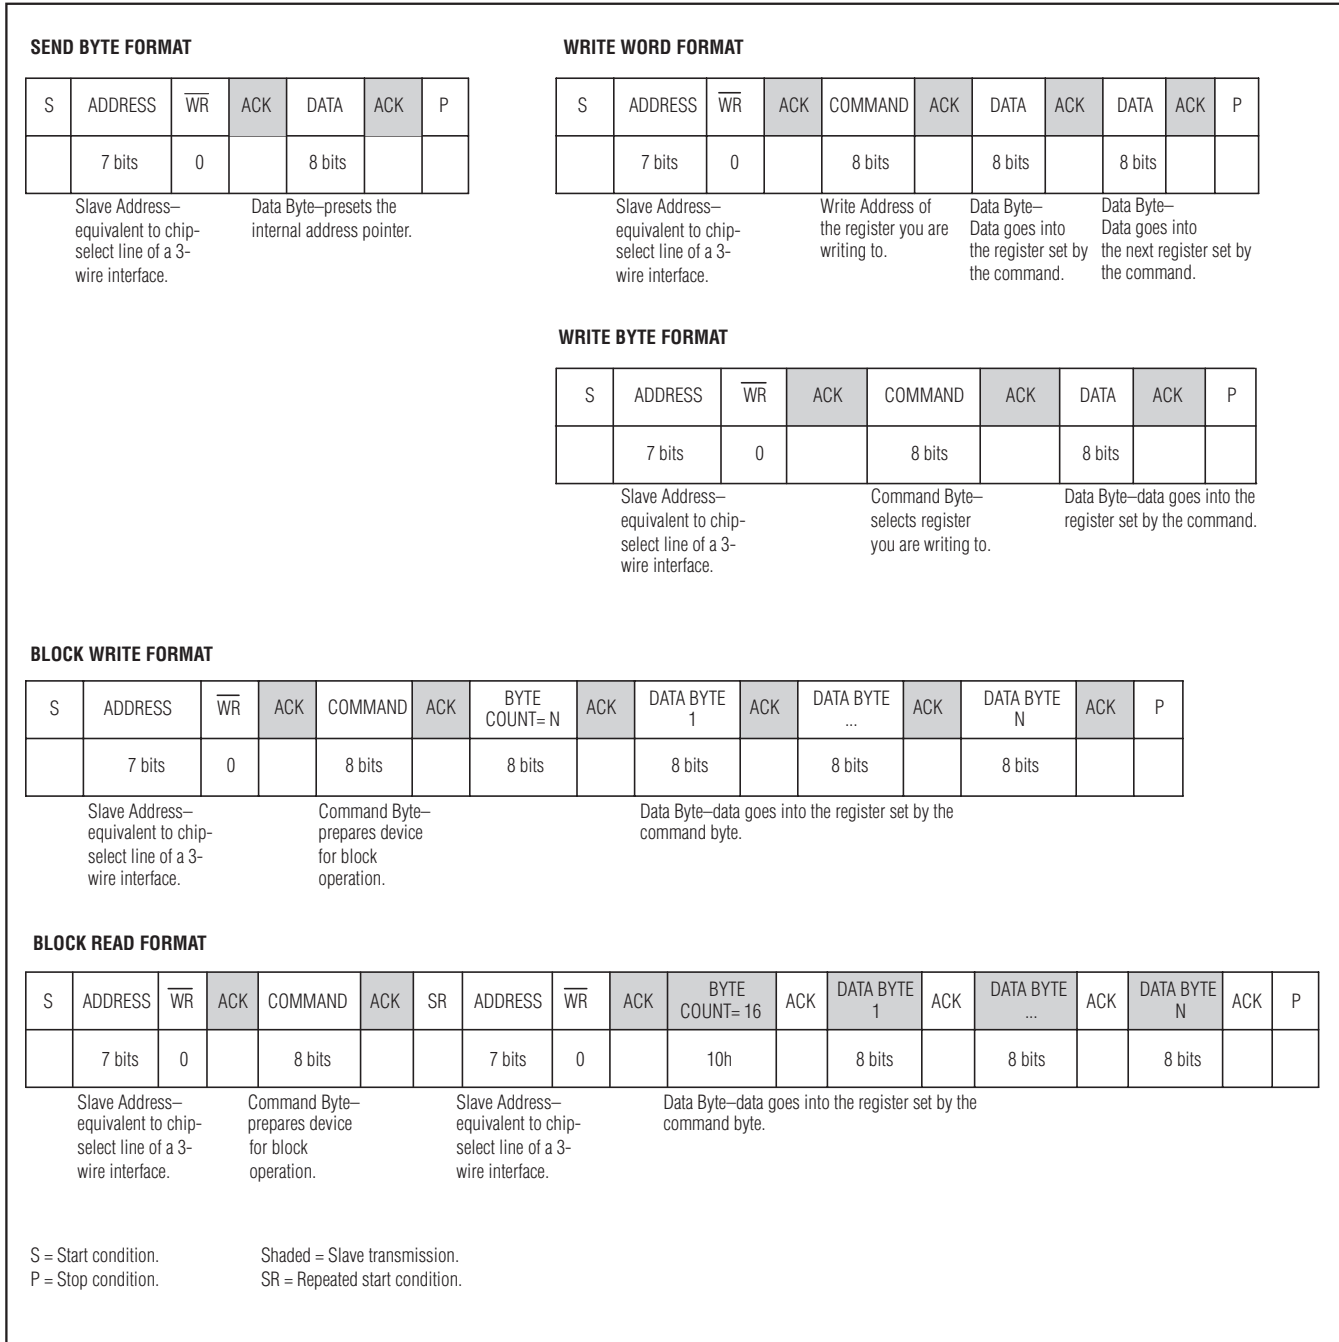 SEND BYTE FORMAT
S ADDRESS WR ACK DATA ACK P
7 bits 0 8 bits
Slave Address–
equivalent to chip-
select line of a 3-
wire interface.
Data Byte–presets the
internal address pointer.
WRITE WORD FORMAT
S ADDRESS WR ACK COMMAND ACK DATA ACK DATA ACK P
7 bits 0 8 bits 8 bits 8 bits
Slave Address–
equivalent to chip-
select line of a 3-
wire interface.
Write Address of
the register you are
writing to.
Data Byte–
Data goes into
the register set by
the command.
Data Byte–
Data goes into
the next register set by
the command.
WRITE BYTE FORMAT
S ADDRESS WR ACK COMMAND ACK DATA ACK P
7 bits 0 8 bits 8 bits
Slave Address–
equivalent to chip-
select line of a 3-
wire interface.
Command Byte–
selects register
you are writing to.
Data Byte–data goes into the
register set by the command.
BLOCK WRITE FORMAT
S ADDRESS WR ACK COMMAND ACK BYTE COUNT= N ACK DATA BYTE 1 ACK DATA BYTE ... ACK DATA BYTE N ACK P
7 bits 0 8 bits 8 bits 8 bits 8 bits 8 bits
Slave Address–
equivalent to chip-
select line of a 3-
wire interface.
Command Byte–
prepares device
for block
operation.
Data Byte–data goes into the register set by the
command byte.
BLOCK READ FORMAT
S ADDRESS WR ACK COMMAND ACK SR ADDRESS WR ACK BYTE COUNT= 16 ACK DATA BYTE 1 ACK DATA BYTE ... ACK DATA BYTE N ACK P
7 bits 0 8 bits 7 bits 0 10h 8 bits 8 bits 8 bits
Slave Address–
equivalent to chip-
select line of a 3-
wire interface.
Command Byte–
prepares device
for block
operation.
Slave Address–
equivalent to chip-
select line of a 3-
wire interface.
Data Byte–data goes into the register set by the
command byte.
S = Start condition.
P = Stop condition.
Shaded = Slave transmission.
SR = Repeated start condition.